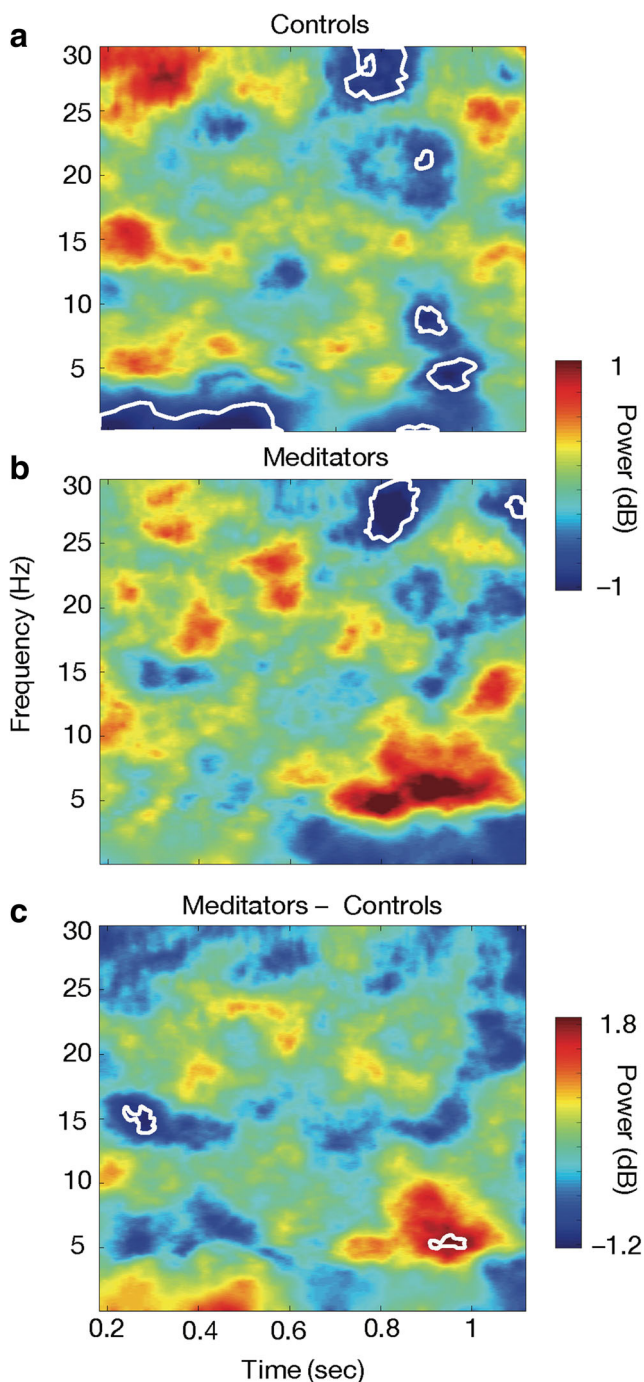 a
Controls
30
25
20
15
10
5
1
Power (dB)
–1
b
Meditators
30
25
20
15
10
5
Frequency (Hz)
c
Meditators – Controls
30
25
20
15
10
5
1.8
Power (dB)
–1.2
0.2 0.4 0.6 0.8 1
Time (sec)